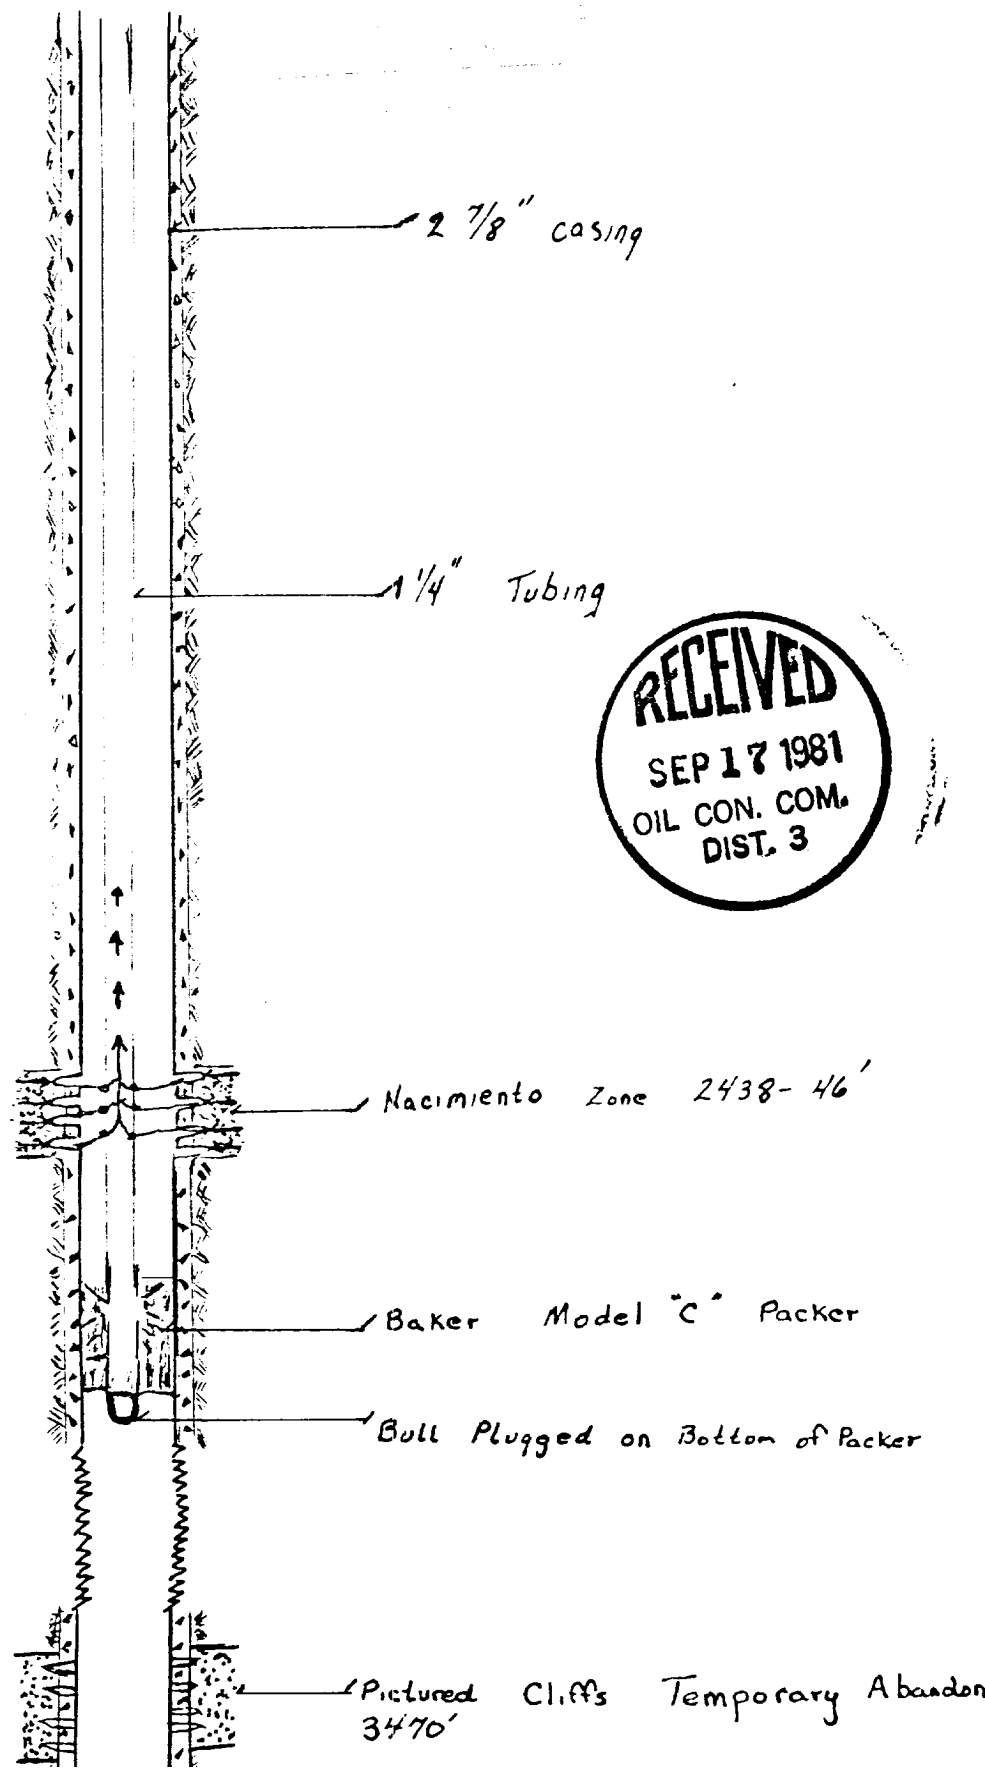 2 7/8" casing
1 1/4" Tubing
RECEIVED
SEP 17 1981
OIL CON. COM.
DIST. 3
Nacimiento Zone 2438-46'
Baker Model "C" Packer
Bull Plugged on Bottom of Packer
Pictured Cliffs Temporary Abandon
3470'